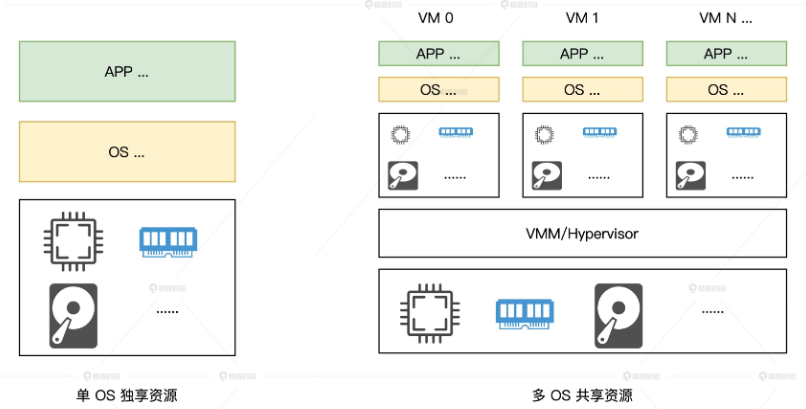 APP ...
OS ...
......
单 OS 独享资源
VM 0
VM 1
VM N ...
APP ...
APP ...
APP ...
OS ...
OS ...
OS ...
......
......
......
VMM/Hypervisor
......
多 OS 共享资源